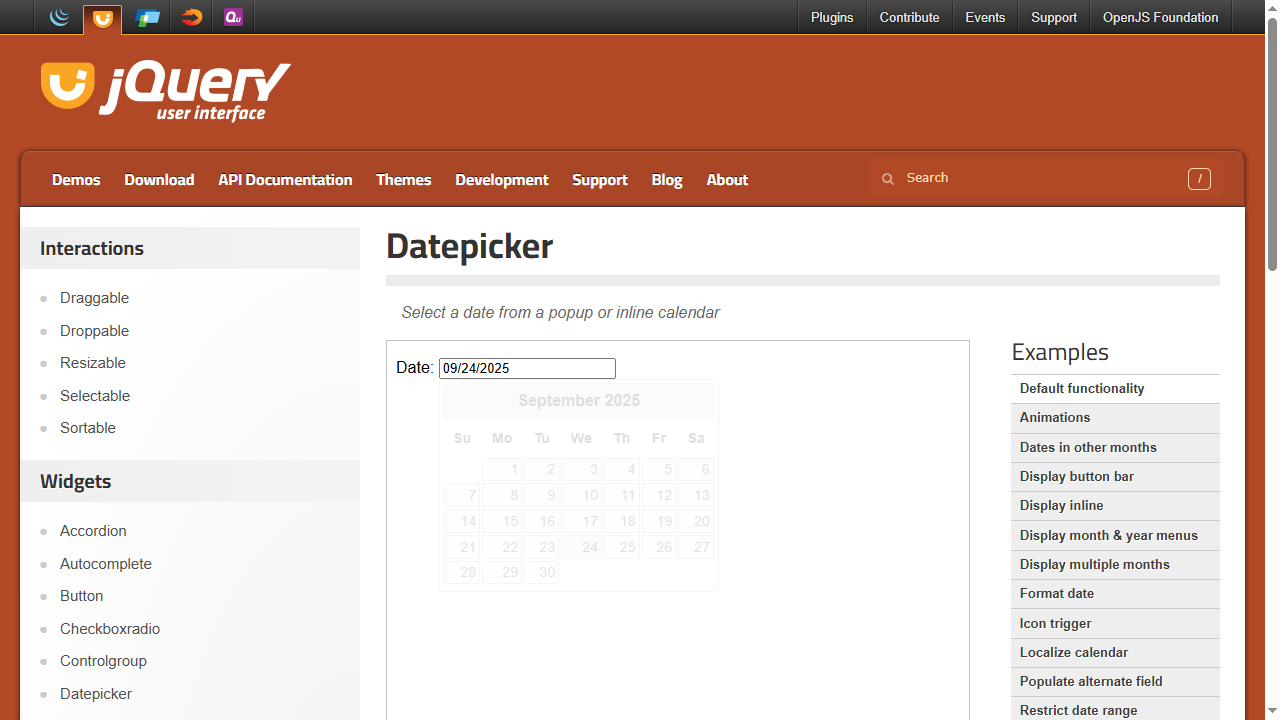 Plugins
Contribute
Events
Support
OpenJS Foundation
jQuery
user interface
Demos
Download
API Documentation
Themes
Development
Support
Blog
About
Search
/
Interactions
Draggable
Droppable
Resizable
Selectable
Sortable
Widgets
Accordion
Autocomplete
Button
Checkboxradio
Controlgroup
Datepicker
Datepicker
Select a date from a popup or inline calendar
Date: 09/24/2025
September 2025
Su Mo Tu We Th Fr Sa
1 2 3 4 5 6
7 8 9 10 11 12 13
14 15 16 17 18 19 20
21 22 23 24 25 26 27
28 29 30
Examples
Default functionality
Animations
Dates in other months
Display button bar
Display inline
Display month & year menus
Display multiple months
Format date
Icon trigger
Localize calendar
Populate alternate field
Restrict date range